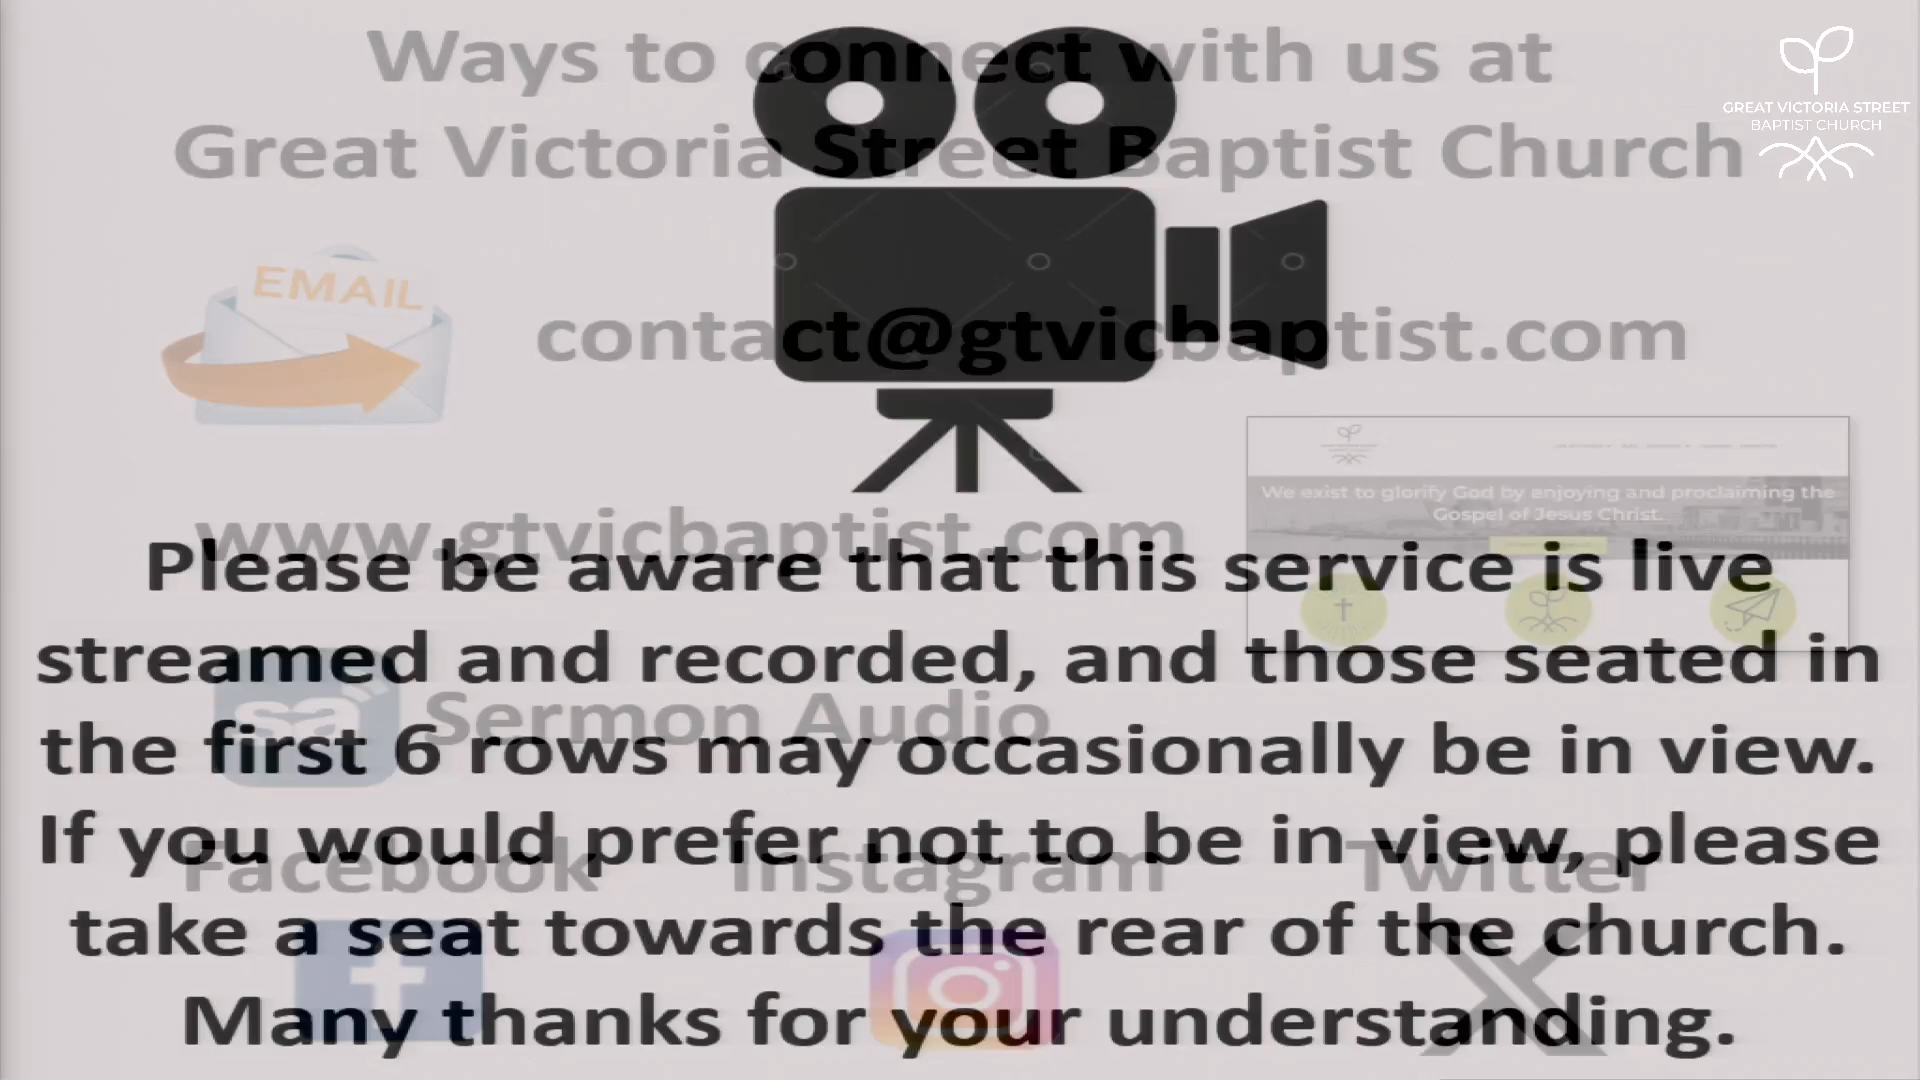 Ways to connect with us at
Great Victoria Street Baptist Church
GREAT VICTORIA STREET
BAPTIST CHURCH
EMAIL
contact@gtvicbaptist.com
www.gtvicbaptist.com
We exist to glorify God by enjoying and proclaiming the
Gospel of Jesus Christ.
sa
Sermon Audio
Facebook
Instagram
Twitter
Please be aware that this service is live
streamed and recorded, and those seated in
the first 6 rows may occasionally be in view.
If you would prefer not to be in view, please
take a seat towards the rear of the church.
Many thanks for your understanding.